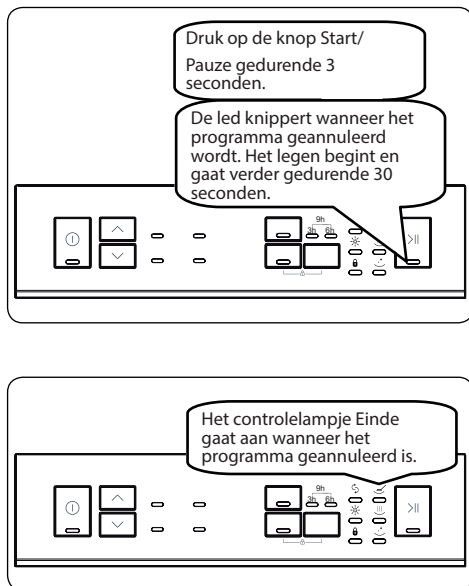 Druk op de knop Start/
Pauze gedurende 3
seconden.
De led knippert wanneer het
programma geannuleerd
wordt. Het legen begint en
gaat verder gedurende 30
seconden.
9h
3h 6h
Het controlelampje Einde
gaat aan wanneer het
programma geannuleerd is.
9h
3h 6h